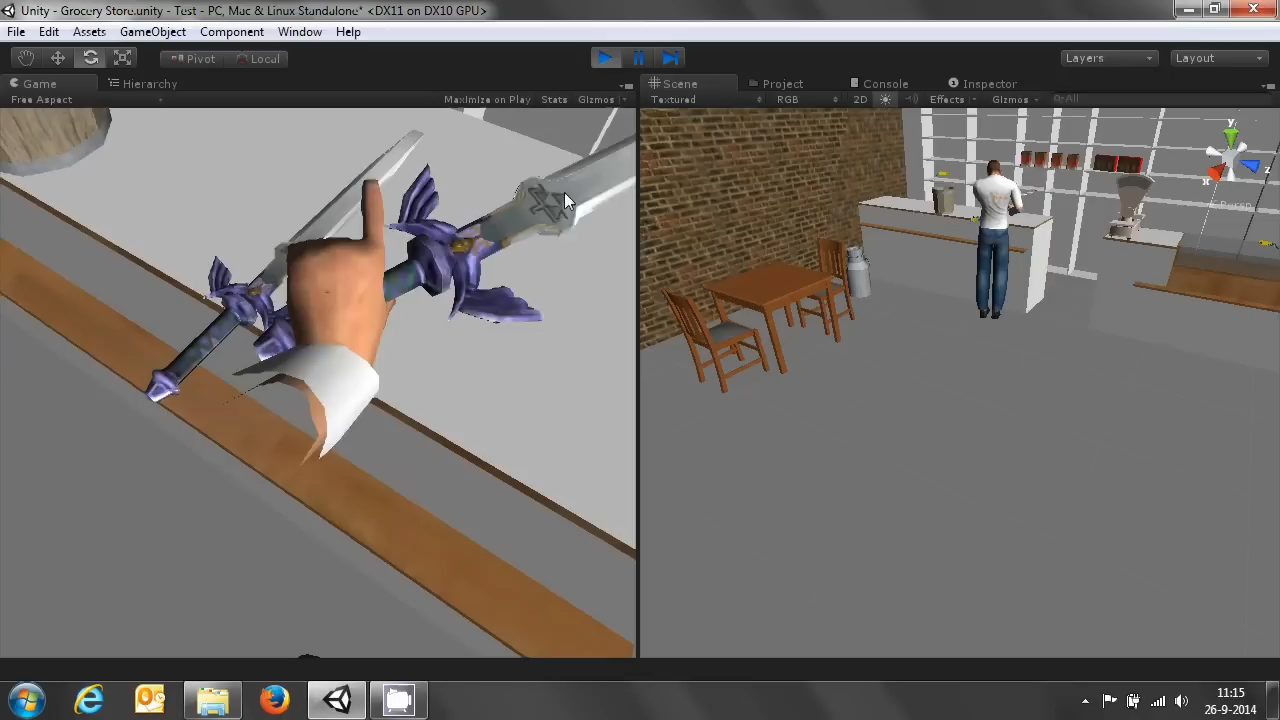 Unity - Grocery Store.unity - Test - PC, Mac & Linux Standalone* <DX11 on DX10 GPU>
File Edit Assets GameObject Component Window Help
Pivot Local Layers Layout
Game Hierarchy Scene Project Console Inspector
Free Aspect Maximize on Play Stats Gizmos Textured RGB 2D Effects Gizmos All
y
x z
Persp
11:15
26-9-2014